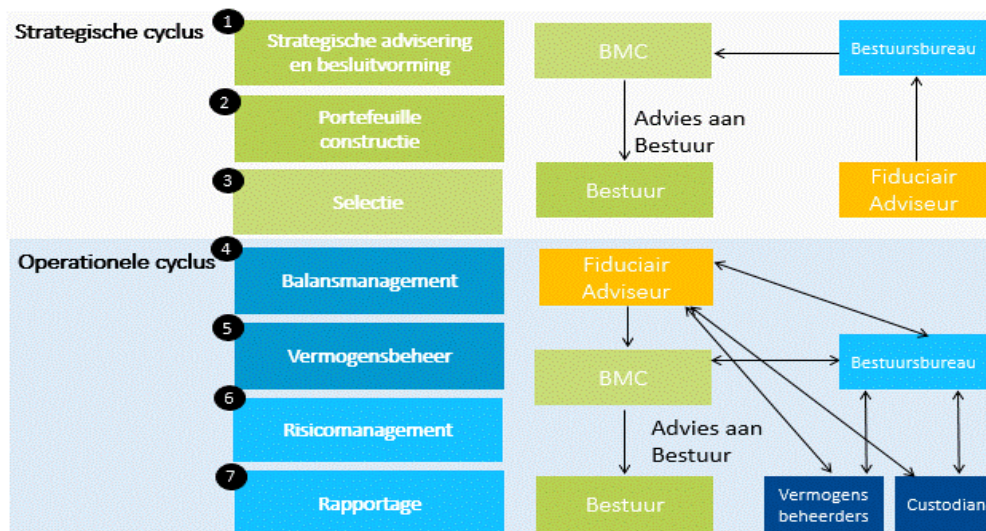 Strategische cyclus
1
Strategische advisering
en besluitvorming
2
Portefeuille
constructie
3
Selectie
BMC
Bestuursbureau
Advies aan
Bestuur
Bestuur
Fiduciair
Adviseur
Operationele cyclus
4
Balansmanagement
5
Vermogensbeheer
6
Risicomanagement
7
Rapportage
Fiduciair
Adviseur
BMC
Bestuursbureau
Advies aan
Bestuur
Bestuur
Vermogens
beheerders
Custodian